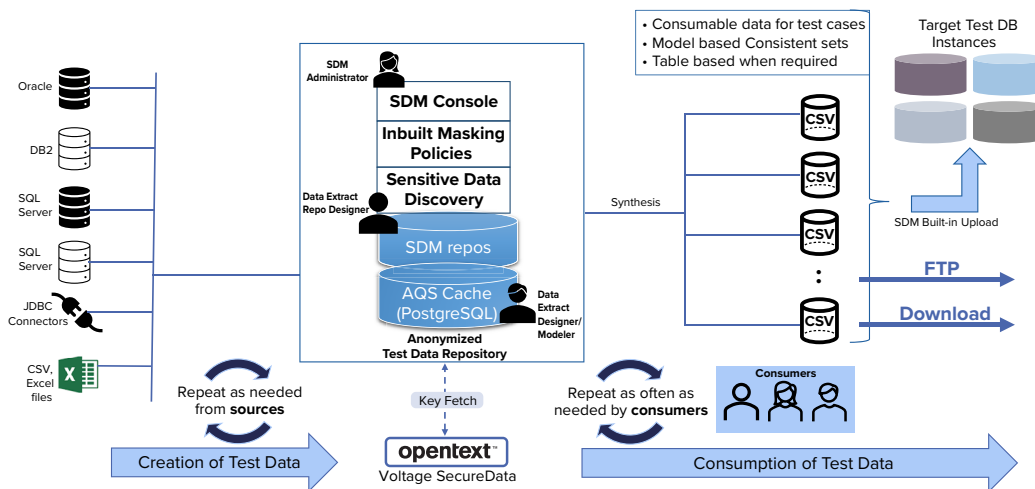 Oracle
DB2
SQL
Server
SQL
Server
JDBC
Connectors
CSV,
Excel
files
Repeat as needed
from sources
Creation of Test Data
SDM
Administrator
SDM Console
Inbuilt Masking
Policies
Sensitive Data
Discovery
Data Extract
Repo Designer
SDM repos
AQS Cache
(PostgreSQL)
Data
Extract
Designer/
Modeler
Anonymized
Test Data Repository
Key Fetch
opentext™
Voltage SecureData
Synthesis
• Consumable data for test cases
• Model based Consistent sets
• Table based when required
CSV
CSV
CSV
:
CSV
Target Test DB
Instances
SDM Built-in Upload
FTP
Download
Repeat as often as
needed by consumers
Consumers
Consumption of Test Data